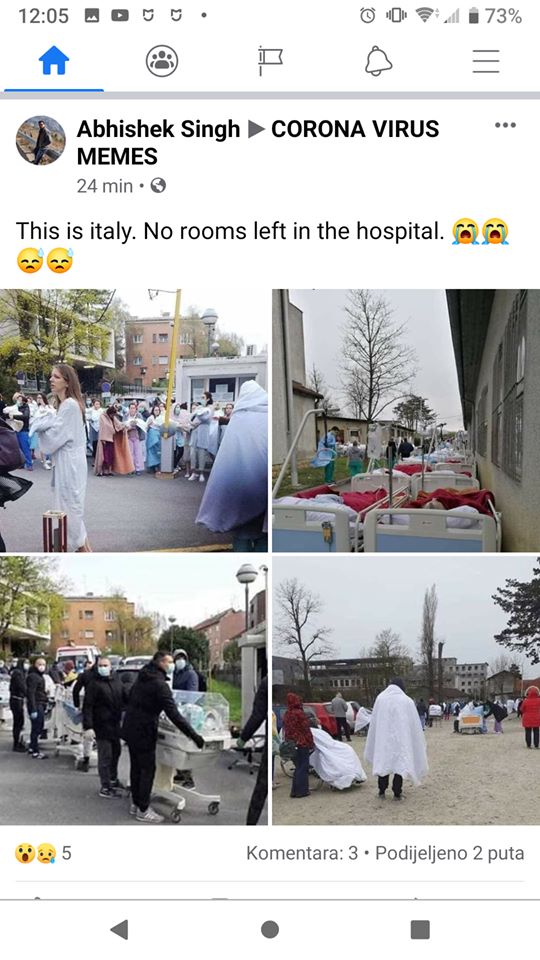 12:05
73%
Abhishek Singh ▶ CORONA VIRUS
MEMES
24 min •
This is italy. No rooms left in the hospital. 😭😭
😓😓
5
Komentara: 3 • Podijeljeno 2 puta